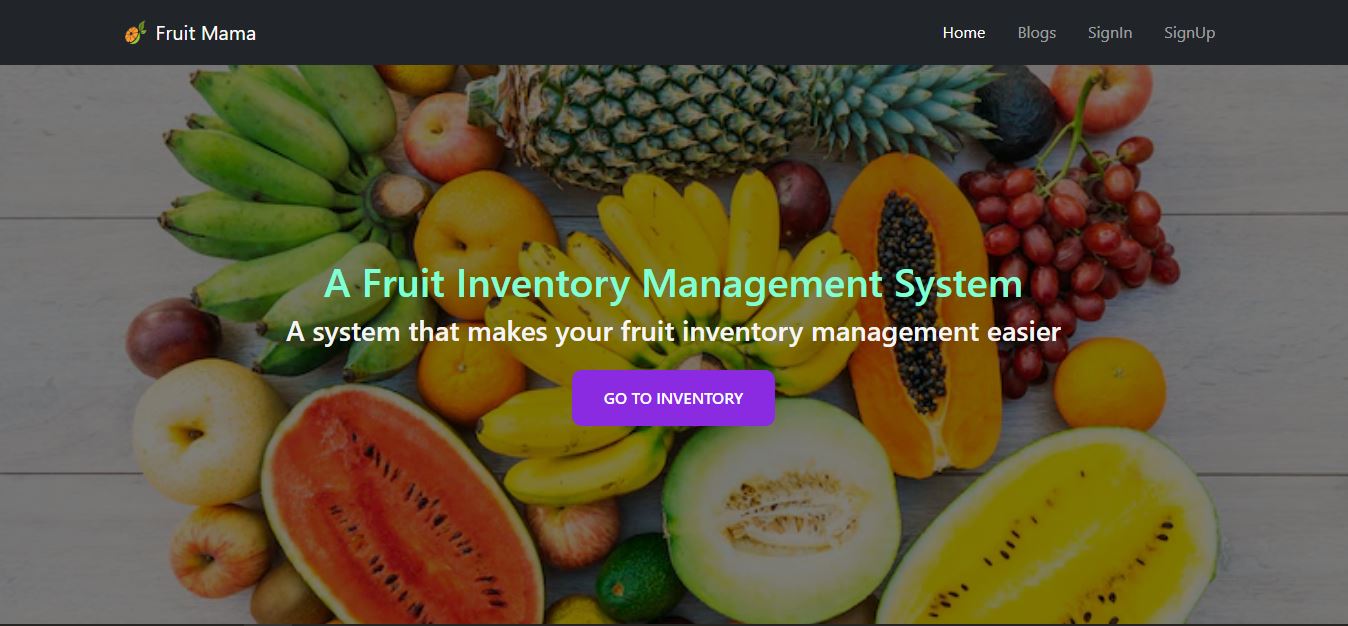 Fruit Mama
Home
Blogs
SignIn
SignUp
A Fruit Inventory Management System
A system that makes your fruit inventory management easier
GO TO INVENTORY